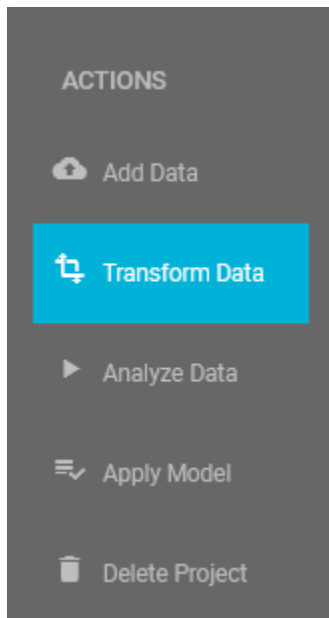 ACTIONS
Add Data
Transform Data
Analyze Data
Apply Model
Delete Project